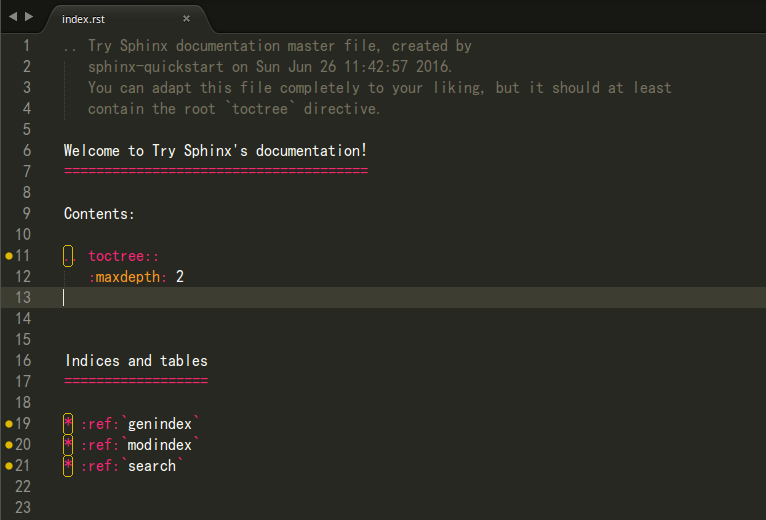 index.rst
1 .. Try Sphinx documentation master file, created by
2    sphinx-quickstart on Sun Jun 26 11:42:57 2016.
3    You can adapt this file completely to your liking, but it should at least
4    contain the root `toctree` directive.
5
6 Welcome to Try Sphinx's documentation!
7 ======================================
8
9 Contents:
10
11 .. toctree::
12    :maxdepth: 2
13
14
15
16 Indices and tables
17 ==================
18
19 * :ref:`genindex`
20 * :ref:`modindex`
21 * :ref:`search`
22
23